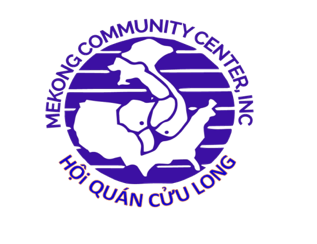 MEKONG COMMUNITY CENTER, INC
HỘi QUÁN CỬU LONG